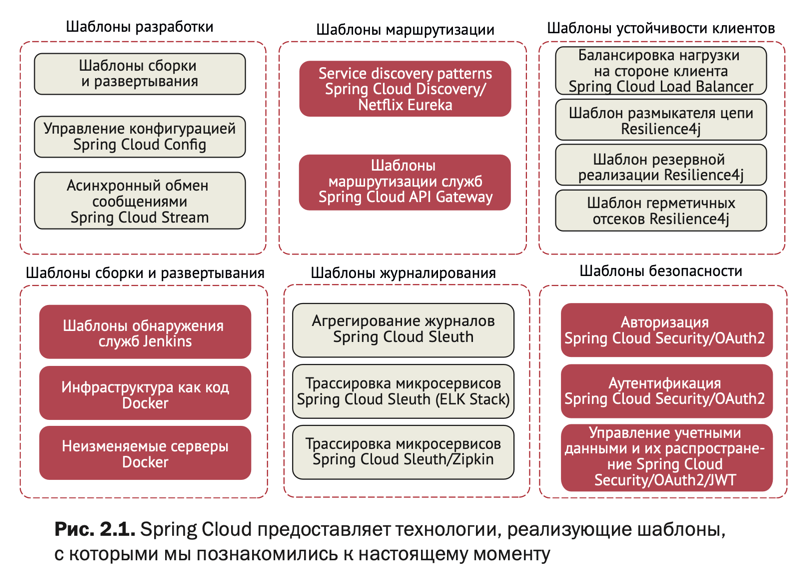 Шаблоны разработки
Шаблоны сборки
и развертывания
Управление конфигурацией
Spring Cloud Config
Асинхронный обмен
сообщениями
Spring Cloud Stream
Шаблоны маршрутизации
Service discovery patterns
Spring Cloud Discovery/
Netflix Eureka
Шаблоны
маршрутизации служб
Spring Cloud API Gateway
Шаблоны устойчивости клиентов
Балансировка нагрузки
на стороне клиента
Spring Cloud Load Balancer
Шаблон размыкателя цепи
Resilience4j
Шаблон резервной
реализации Resilience4j
Шаблон герметичных
отсеков Resilience4j
Шаблоны сборки и развертывания
Шаблоны обнаружения
служб Jenkins
Инфраструктура как код
Docker
Неизменяемые серверы
Docker
Шаблоны журналирования
Агрегирование журналов
Spring Cloud Sleuth
Трассировка микросервисов
Spring Cloud Sleuth (ELK Stack)
Трассировка микросервисов
Spring Cloud Sleuth/Zipkin
Шаблоны безопасности
Авторизация
Spring Cloud Security/OAuth2
Аутентификация
Spring Cloud Security/OAuth2
Управление учетными
данными и их распростране-
ние Spring Cloud
Security/OAuth2/JWT
Рис. 2.1. Spring Cloud предоставляет технологии, реализующие шаблоны,
с которыми мы познакомились к настоящему моменту